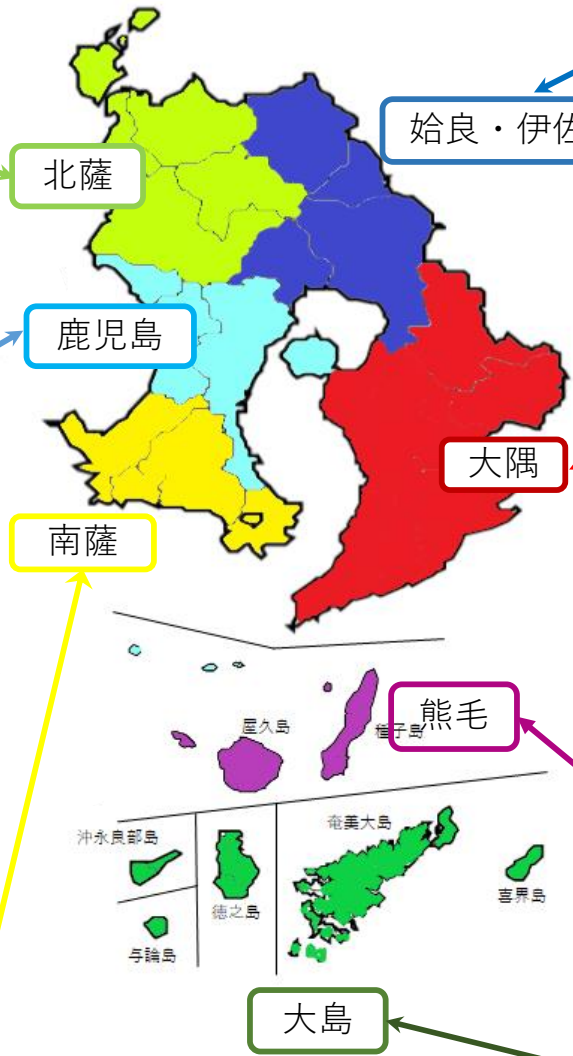 姶良・伊佐
北薩
鹿児島
大隅
南薩
熊毛
屋久島
種子島
奄美大島
沖永良部島
徳之島
喜界島
与論島
大島